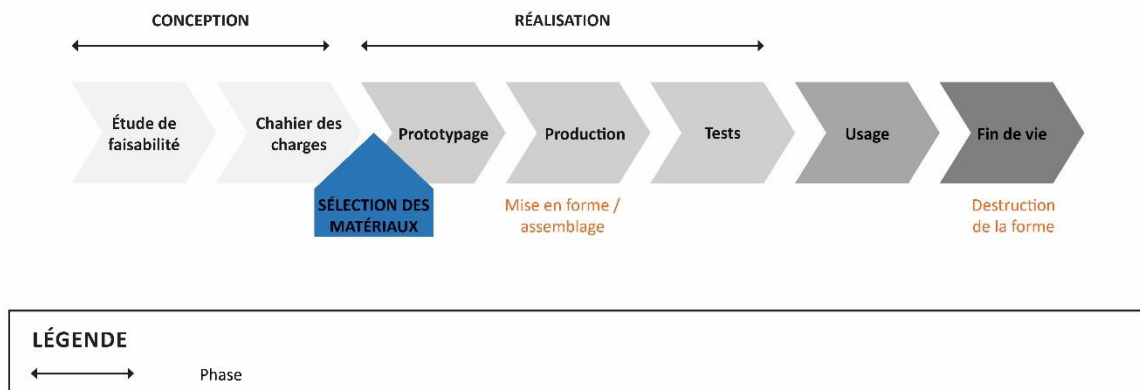 CONCEPTION
RÉALISATION
Étude de
faisabilité
Chahier des
charges
Prototypage
Production
Tests
Usage
Fin de vie
SÉLECTION DES
MATÉRIAUX
Mise en forme /
assemblage
Destruction
de la forme
LÉGENDE
Phase